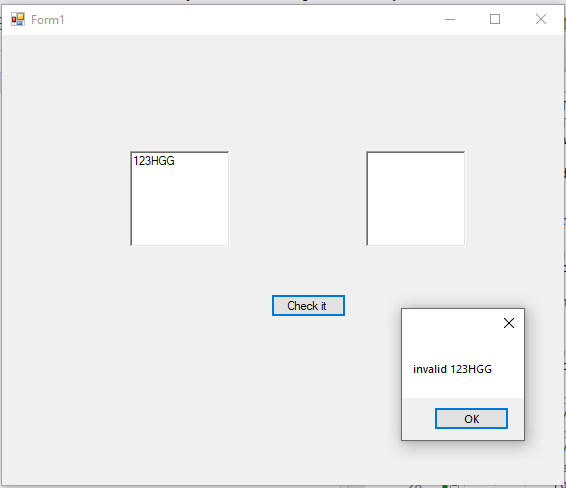 Form1
123HGG
Check it
invalid 123HGG
OK